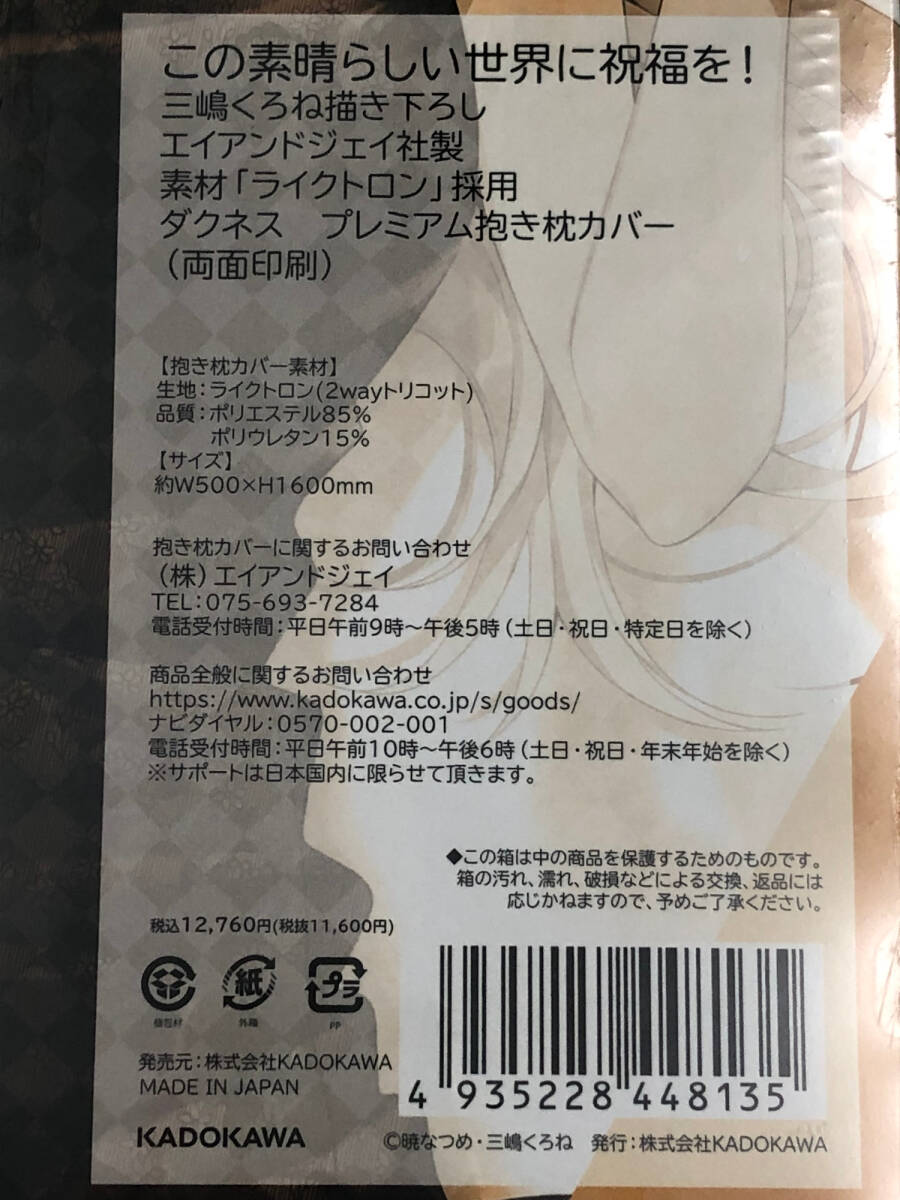 この素晴らしい世界に祝福を！
三嶋くろね描き下ろし
エイアンドジェイ社製
素材「ライクトロン」採用
ダクネス　プレミアム抱き枕カバー
（両面印刷）
【抱き枕カバー素材】
生地：ライクトロン(2wayトリコット)
品質：ポリエステル85%
ポリウレタン15%
【サイズ】
約W500×H1600mm
抱き枕カバーに関するお問い合わせ
（株）エイアンドジェイ
TEL：075-693-7284
電話受付時間：平日午前9時～午後5時（土日・祝日・特定日を除く）
商品全般に関するお問い合わせ
https://www.kadokawa.co.jp/s/goods/
ナビダイヤル：0570-002-001
電話受付時間：平日午前10時～午後6時（土日・祝日・年末年始を除く）
※サポートは日本国内に限らせて頂きます。
◆この箱は中の商品を保護するためのものです。
箱の汚れ、濡れ、破損などによる交換、返品には
応じかねますので、予めご了承ください。
税込12,760円(税抜11,600円)
紙 プラ
個包材 外箱 PP
発売元：株式会社KADOKAWA
MADE IN JAPAN
4 935228 448135
KADOKAWA
©暁なつめ・三嶋くろね　発行：株式会社KADOKAWA